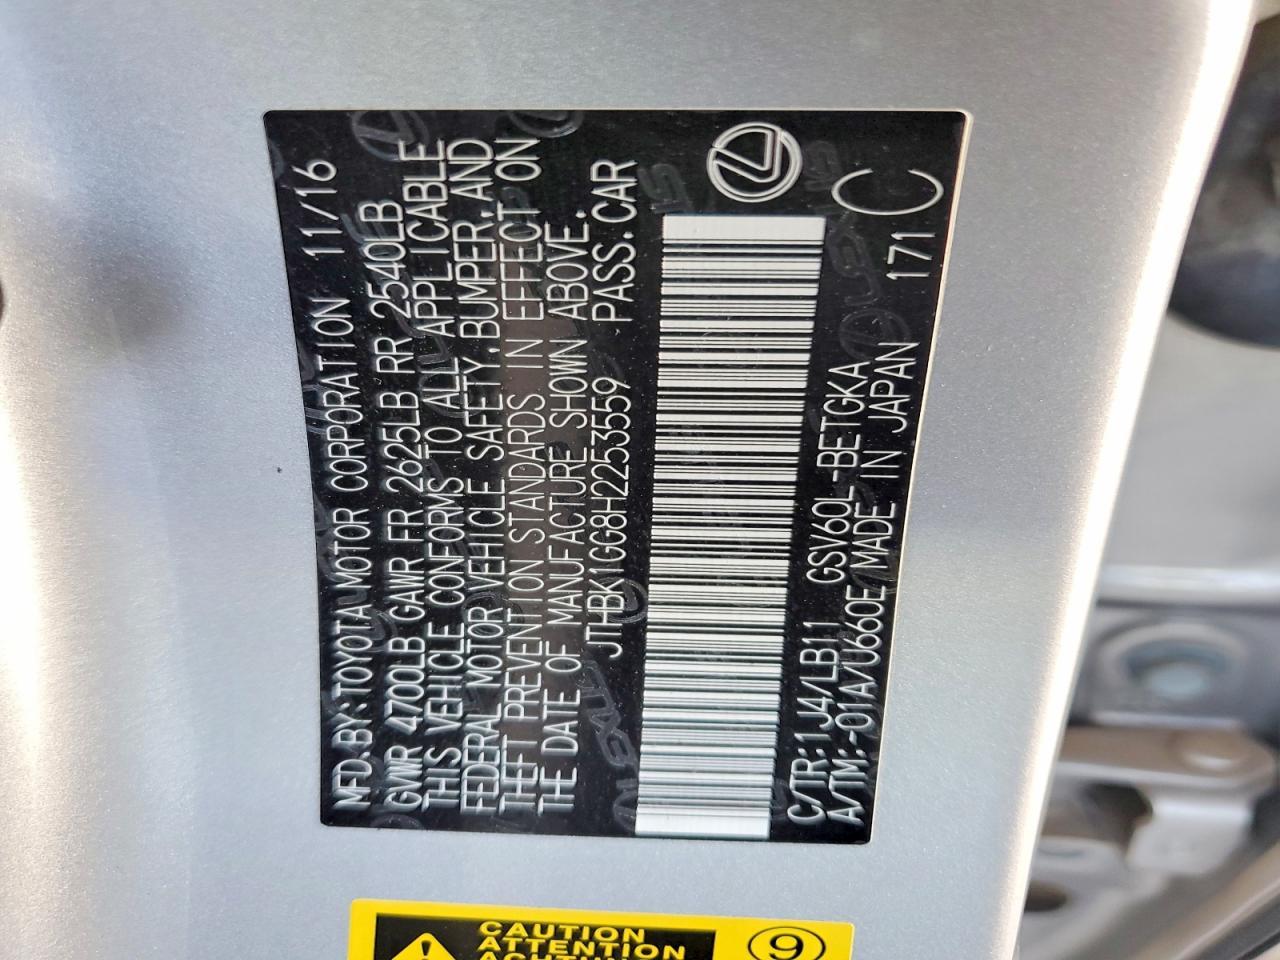 MFD.BY:TOYOTA MOTOR CORPORATION 11/16
GVWR 4700LB GAWR FR 2625LB RR 2540LB
THIS VEHICLE CONFORMS TO ALL APPLICABLE
FEDERAL MOTOR VEHICLE SAFETY,BUMPER,AND
THEFT PREVENTION STANDARDS IN EFFECT ON
THE DATE OF MANUFACTURE SHOWN ABOVE.
JTHBK1GG8H2253559 PASS.CAR
C/TR:1J4/LB11 GSV60L-BETGKA
A/TM:-01A/U660E MADE IN JAPAN 171 C
CAUTION
ATTENTION
ACHTUNG
9